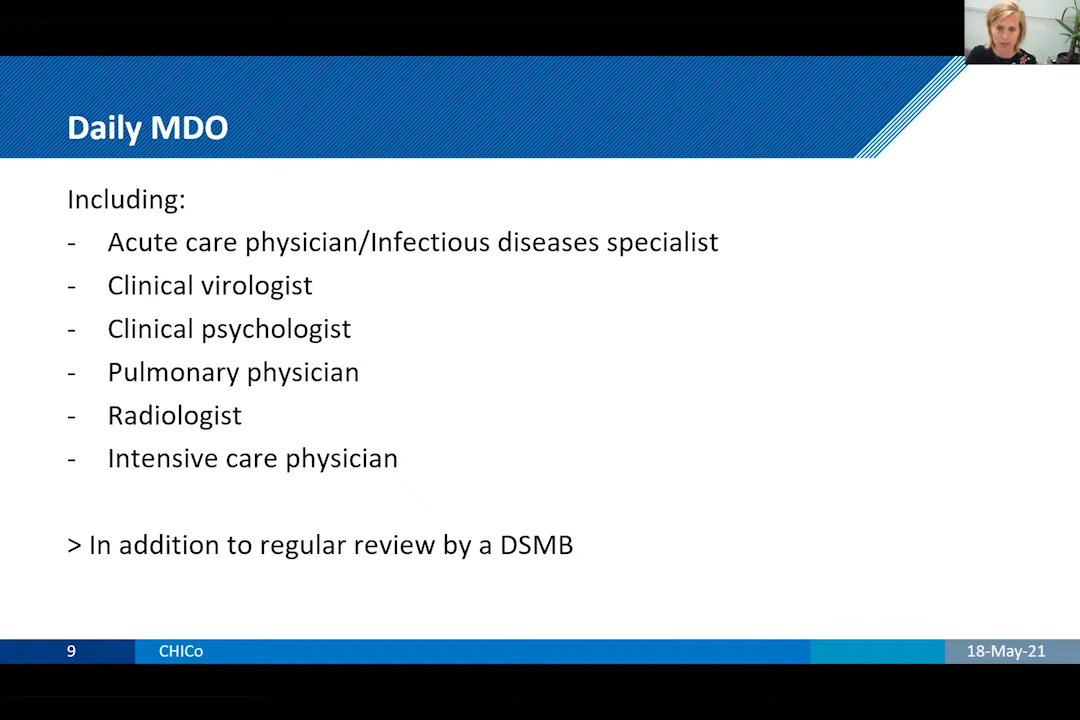 Daily MDO
Including:
- Acute care physician/Infectious diseases specialist
- Clinical virologist
- Clinical psychologist
- Pulmonary physician
- Radiologist
- Intensive care physician
> In addition to regular review by a DSMB
9 CHICo 18-May-21